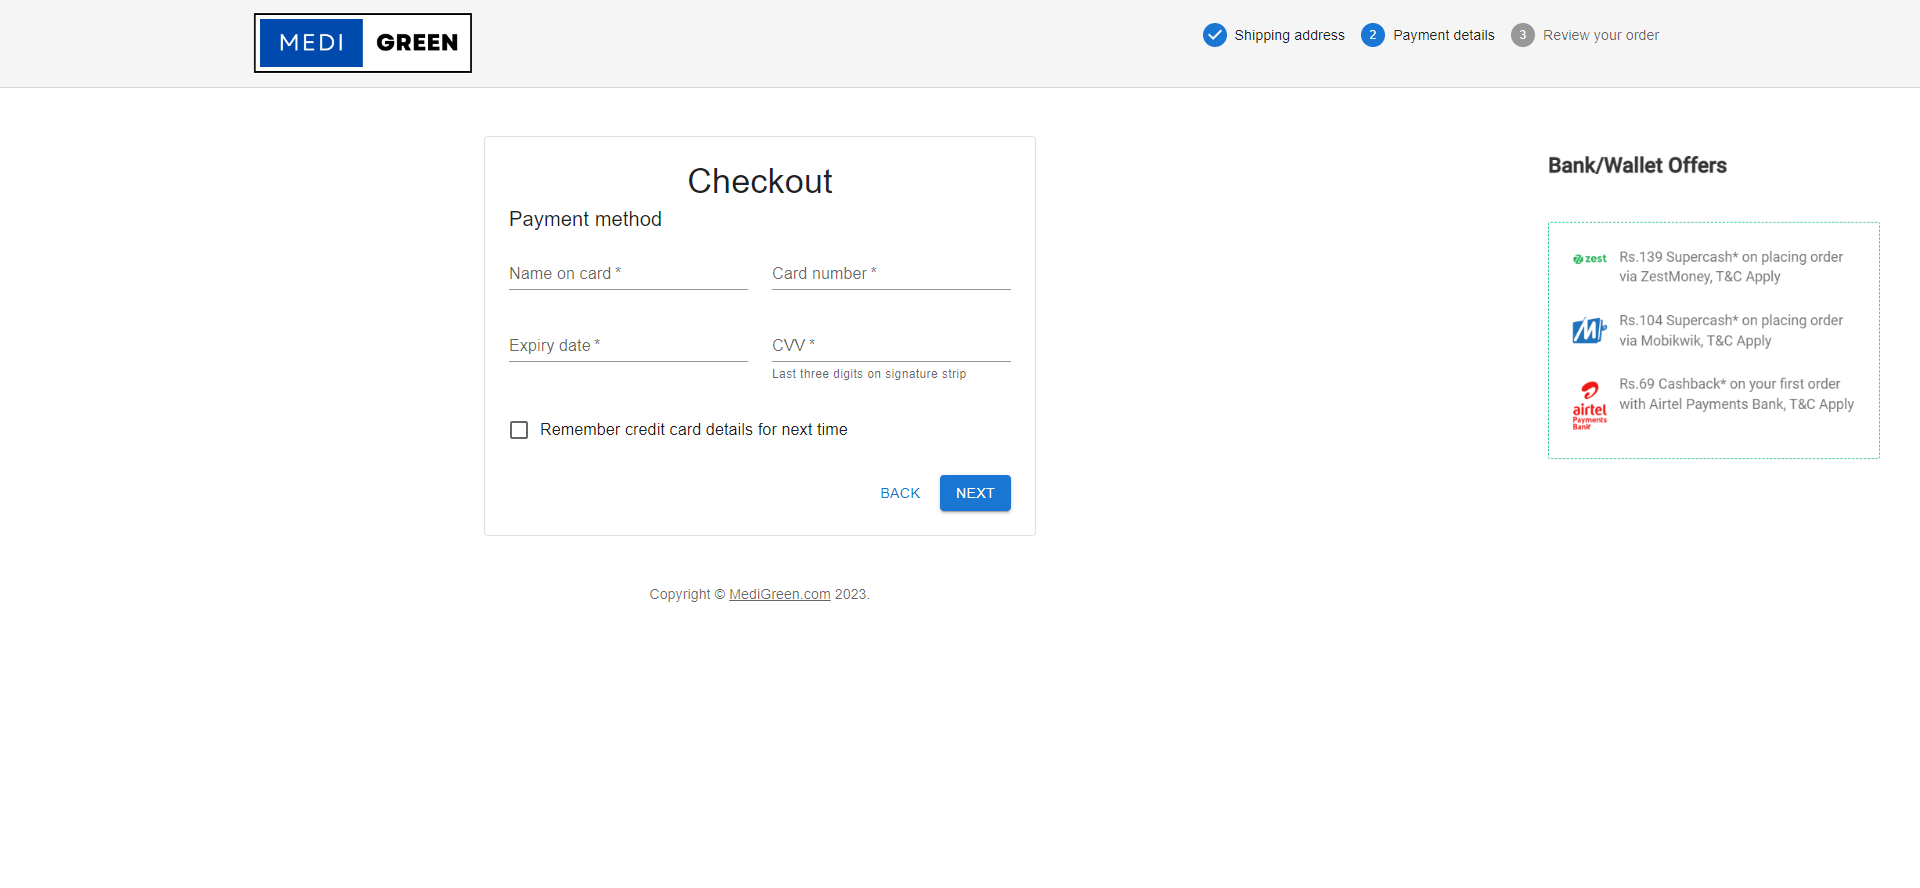 MEDI GREEN
Shipping address
2 Payment details
3 Review your order
Checkout
Payment method
Name on card *
Card number *
Expiry date *
CVV *
Last three digits on signature strip
Remember credit card details for next time
BACK
NEXT
Copyright © MediGreen.com 2023.
Bank/Wallet Offers
zest
Rs.139 Supercash* on placing order
via ZestMoney, T&C Apply
Rs.104 Supercash* on placing order
via Mobikwik, T&C Apply
airtel
Payments
Bank
Rs.69 Cashback* on your first order
with Airtel Payments Bank, T&C Apply